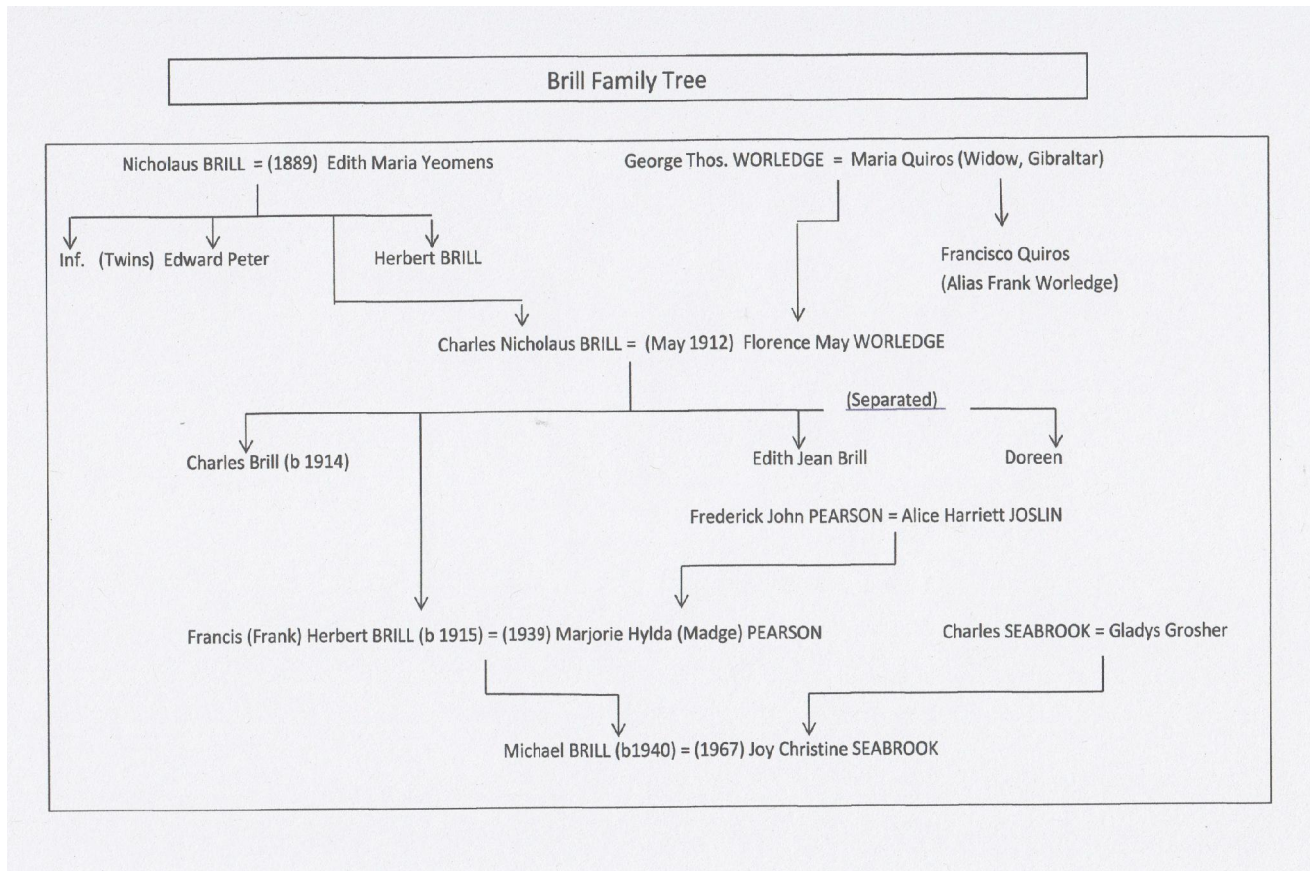 Brill Family Tree
Nicholaus BRILL = (1889) Edith Maria Yeomens
George Thos. WORLEDGE = Maria Quiros (Widow, Gibraltar)
Inf. (Twins) Edward Peter
Herbert BRILL
Francisco Quiros
(Alias Frank Worledge)
Charles Nicholaus BRILL = (May 1912) Florence May WORLEDGE
(Separated)
Charles Brill (b 1914)
Edith Jean Brill
Doreen
Frederick John PEARSON = Alice Harriett JOSLIN
Francis (Frank) Herbert BRILL (b 1915) = (1939) Marjorie Hylda (Madge) PEARSON
Charles SEABROOK = Gladys Grosher
Michael BRILL (b1940) = (1967) Joy Christine SEABROOK